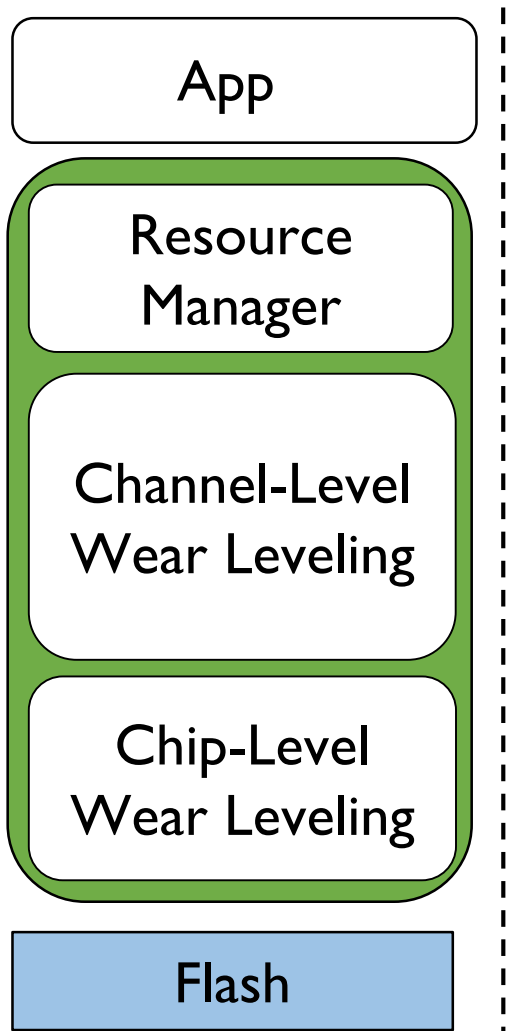 App
Resource
Manager
Channel-Level
Wear Leveling
Chip-Level
Wear Leveling
Flash